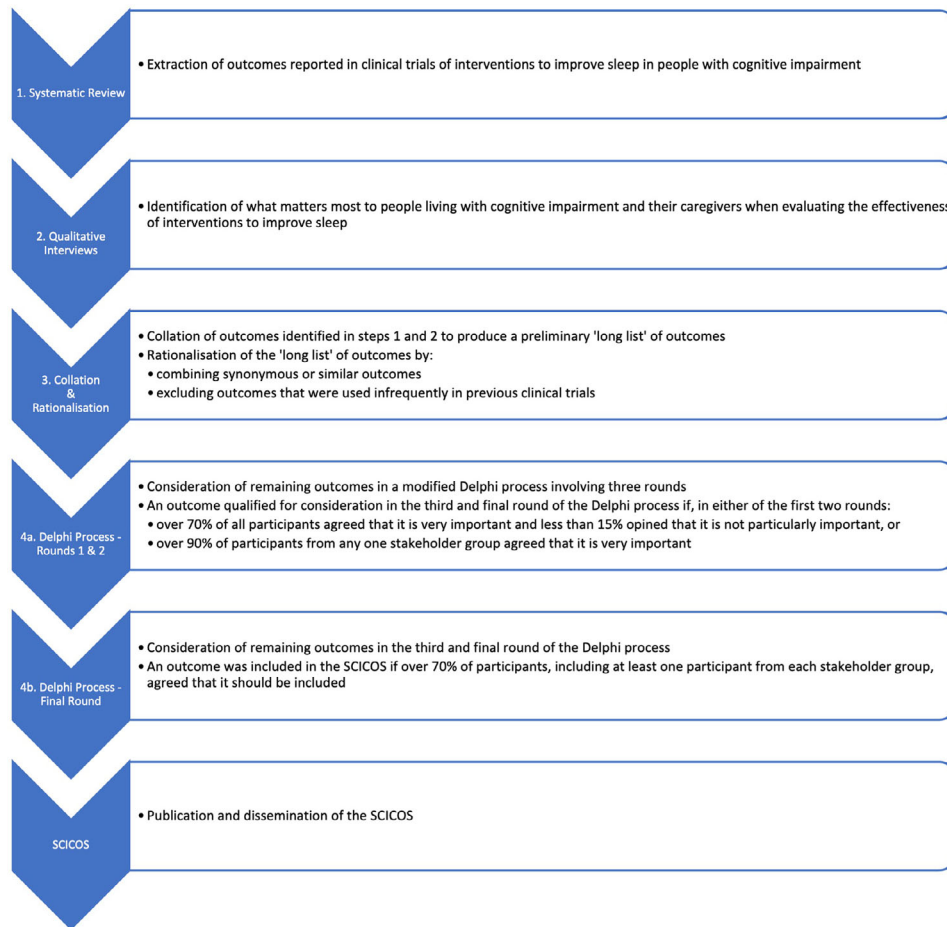 1. Systematic Review
• Extraction of outcomes reported in clinical trials of interventions to improve sleep in people with cognitive impairment
2. Qualitative
Interviews
• Identification of what matters most to people living with cognitive impairment and their caregivers when evaluating the effectiveness
of interventions to improve sleep
3. Collation
&
Rationalisation
• Collation of outcomes identified in steps 1 and 2 to produce a preliminary 'long list' of outcomes
• Rationalisation of the 'long list' of outcomes by:
• combining synonymous or similar outcomes
• excluding outcomes that were used infrequently in previous clinical trials
4a. Delphi Process -
Rounds 1 & 2
• Consideration of remaining outcomes in a modified Delphi process involving three rounds
• An outcome qualified for consideration in the third and final round of the Delphi process if, in either of the first two rounds:
• over 70% of all participants agreed that it is very important and less than 15% opined that it is not particularly important, or
• over 90% of participants from any one stakeholder group agreed that it is very important
4b. Delphi Process -
Final Round
• Consideration of remaining outcomes in the third and final round of the Delphi process
• An outcome was included in the SCICOS if over 70% of participants, including at least one participant from each stakeholder group,
agreed that it should be included
SCICOS
• Publication and dissemination of the SCICOS